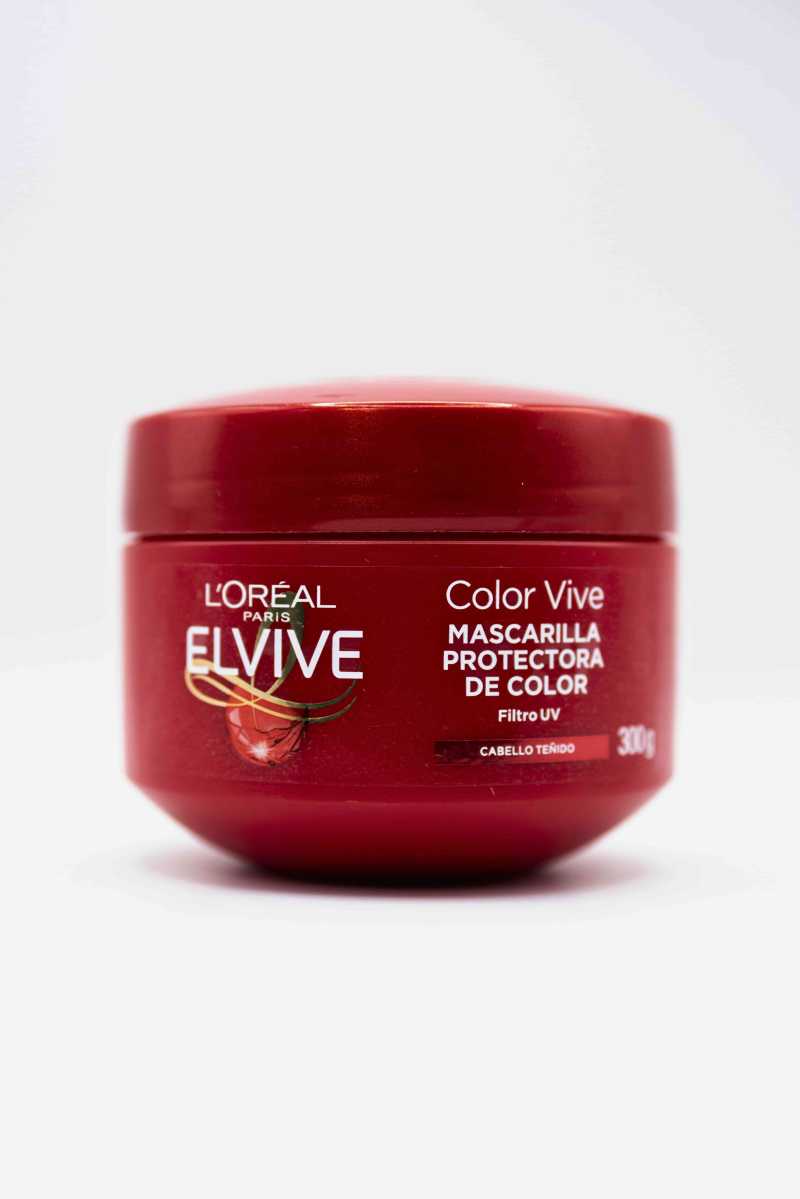 L'ORÉAL
PARIS
ELVIVE
Color Vive
MASCARILLA
PROTECTORA
DE COLOR
Filtro UV
CABELLO TEÑIDO
300g